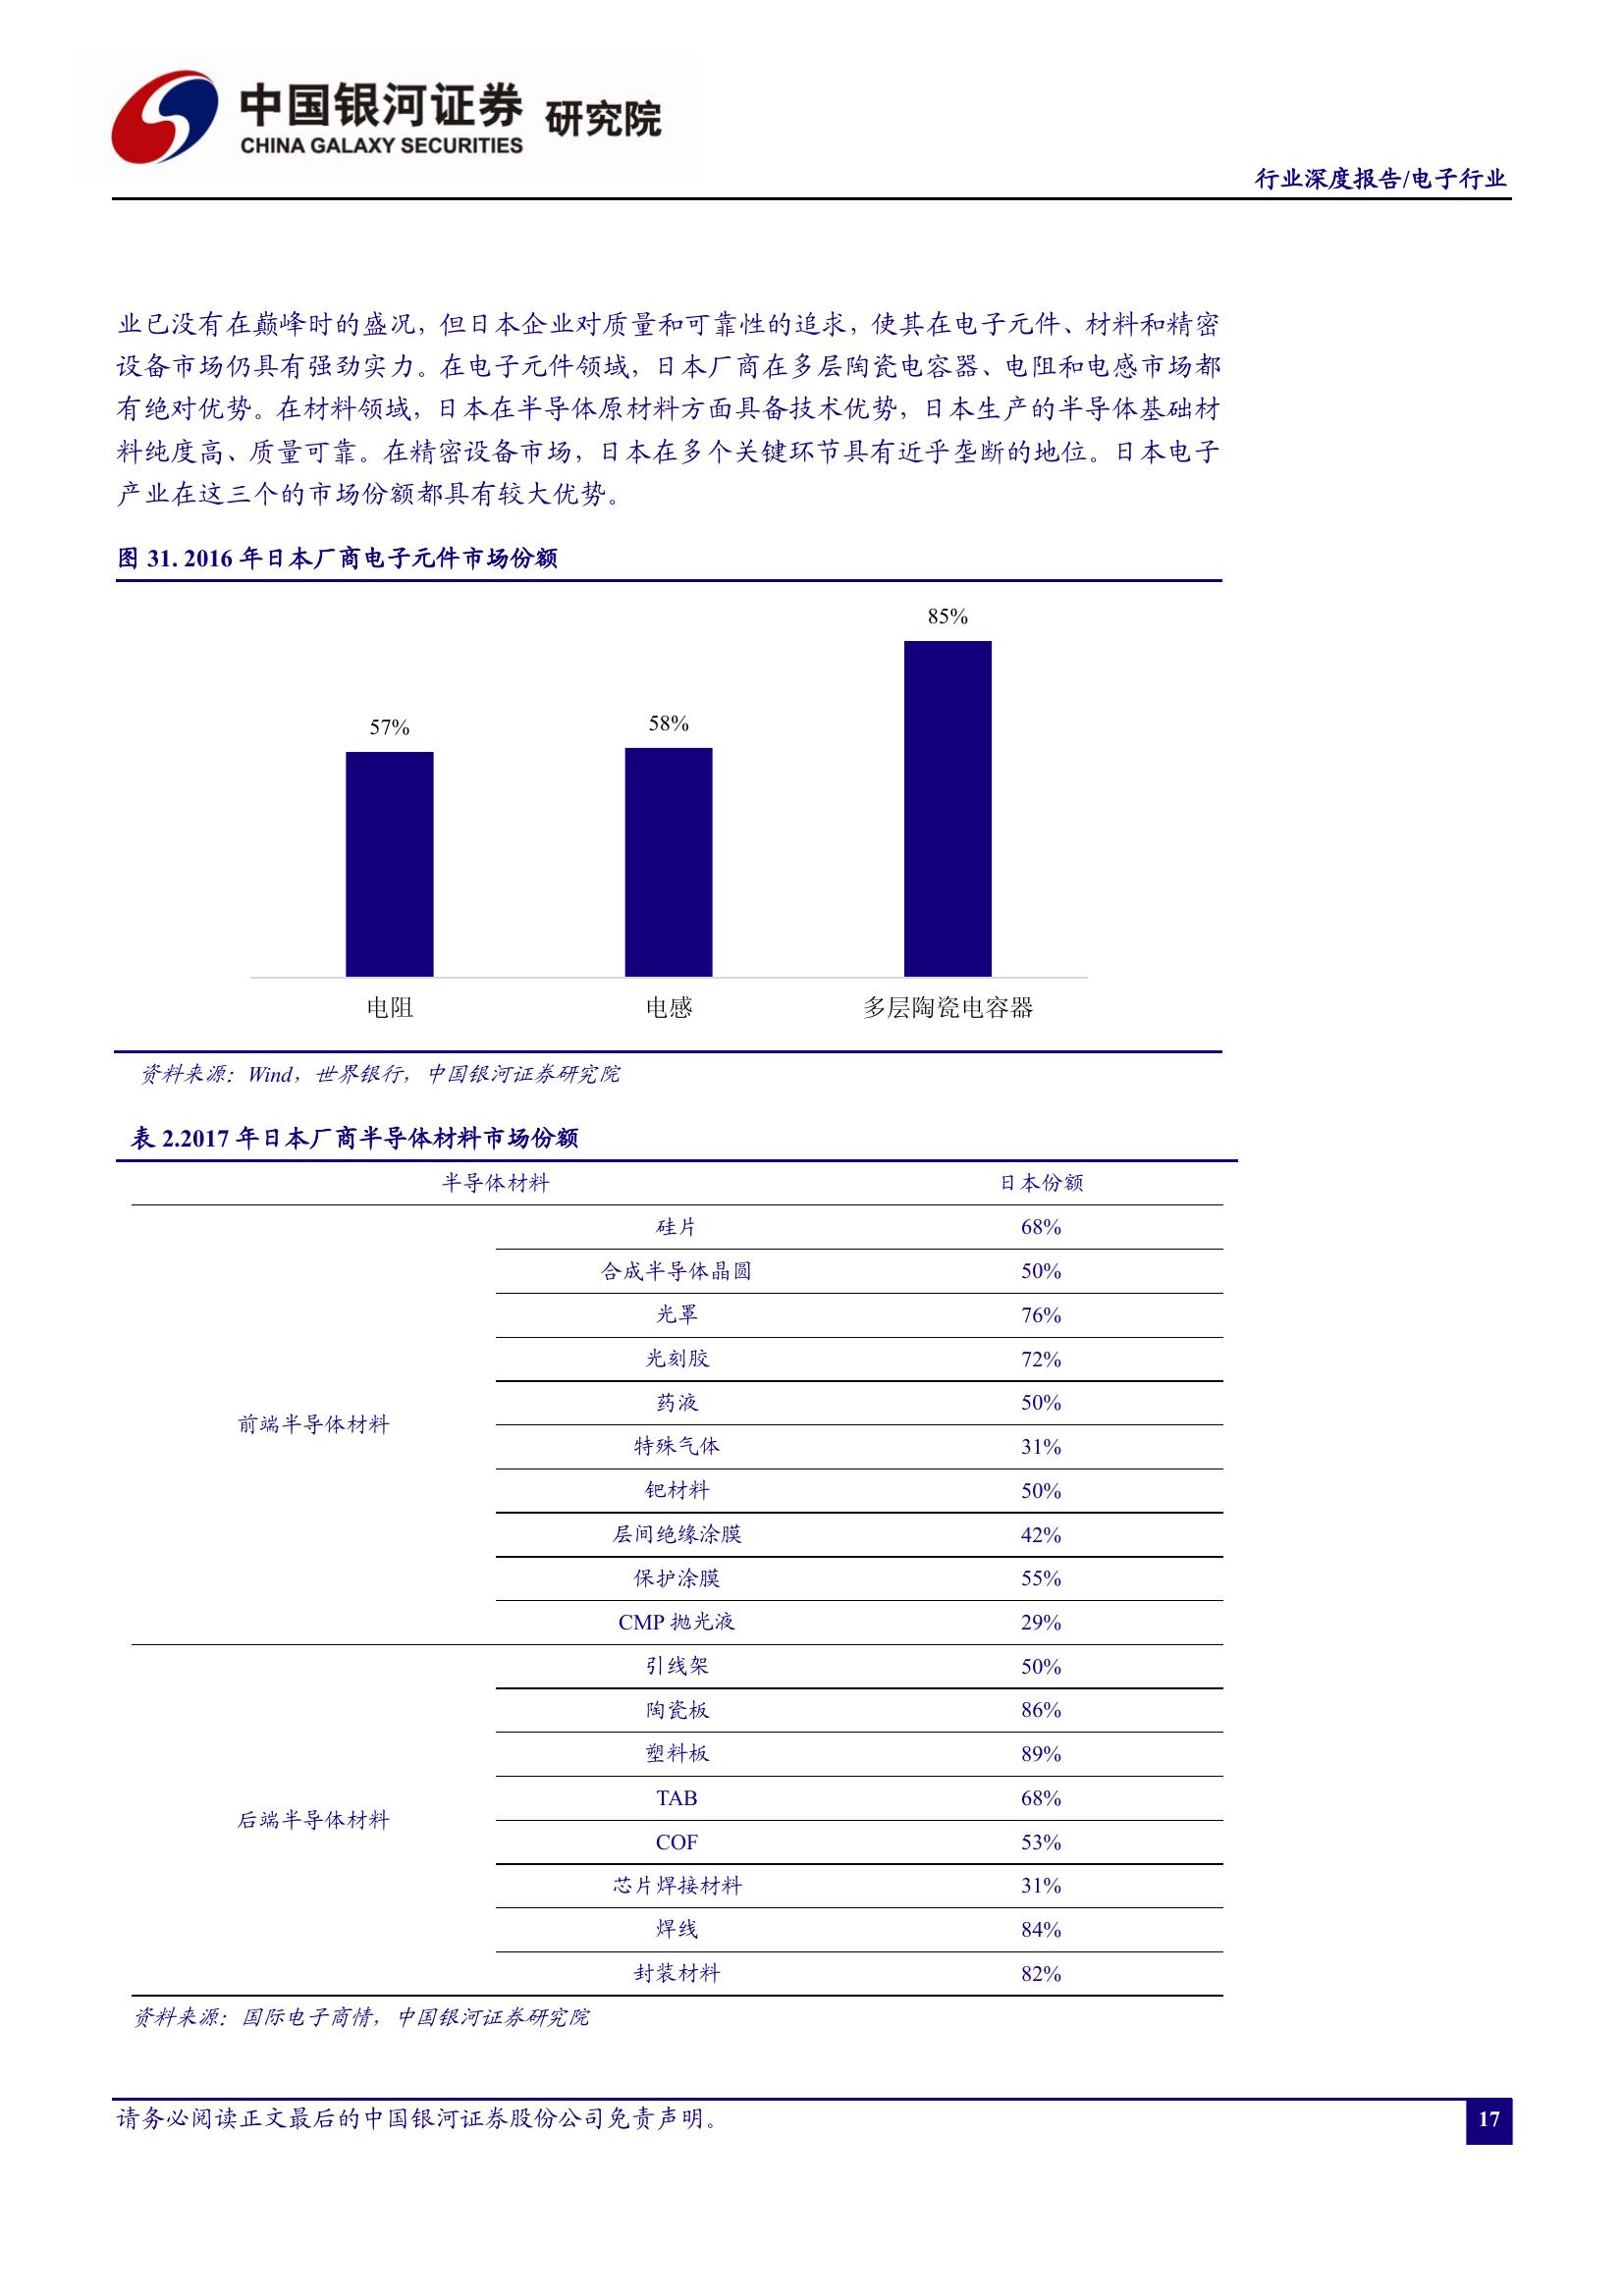 中国银河证券 研究院
CHINA GALAXY SECURITIES
行业深度报告/电子行业
业已没有在巅峰时的盛况，但日本企业对质量和可靠性的追求，使其在电子元件、材料和精密
设备市场仍具有强劲实力。在电子元件领域，日本厂商在多层陶瓷电容器、电阻和电感市场都
有绝对优势。在材料领域，日本在半导体原材料方面具备技术优势，日本生产的半导体基础材
料纯度高、质量可靠。在精密设备市场，日本在多个关键环节具有近乎垄断的地位。日本电子
产业在这三个的市场份额都具有较大优势。
图 31. 2016 年日本厂商电子元件市场份额
85%
57%
58%
电阻 电感 多层陶瓷电容器
资料来源：Wind，世界银行，中国银河证券研究院
表 2.2017 年日本厂商半导体材料市场份额
半导体材料 日本份额
硅片 68%
合成半导体晶圆 50%
光罩 76%
光刻胶 72%
药液 50%
前端半导体材料
特殊气体 31%
钯材料 50%
层间绝缘涂膜 42%
保护涂膜 55%
CMP 抛光液 29%
引线架 50%
陶瓷板 86%
塑料板 89%
TAB 68%
后端半导体材料
COF 53%
芯片焊接材料 31%
焊线 84%
封装材料 82%
资料来源：国际电子商情，中国银河证券研究院
请务必阅读正文最后的中国银河证券股份公司免责声明。
17